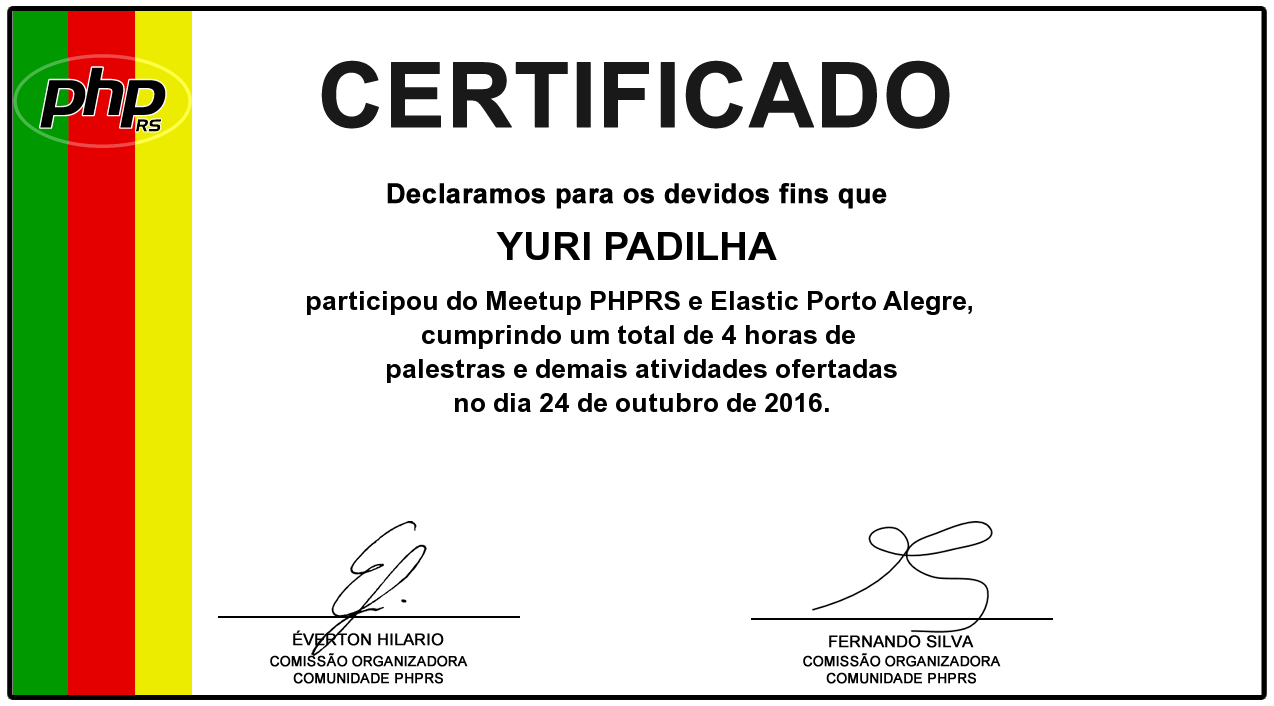 php
RS
CERTIFICADO
Declaramos para os devidos fins que
YURI PADILHA
participou do Meetup PHPRS e Elastic Porto Alegre,
cumprindo um total de 4 horas de
palestras e demais atividades ofertadas
no dia 24 de outubro de 2016.
ÉVERTON HILARIO
COMISSÃO ORGANIZADORA
COMUNIDADE PHPRS
FERNANDO SILVA
COMISSÃO ORGANIZADORA
COMUNIDADE PHPRS